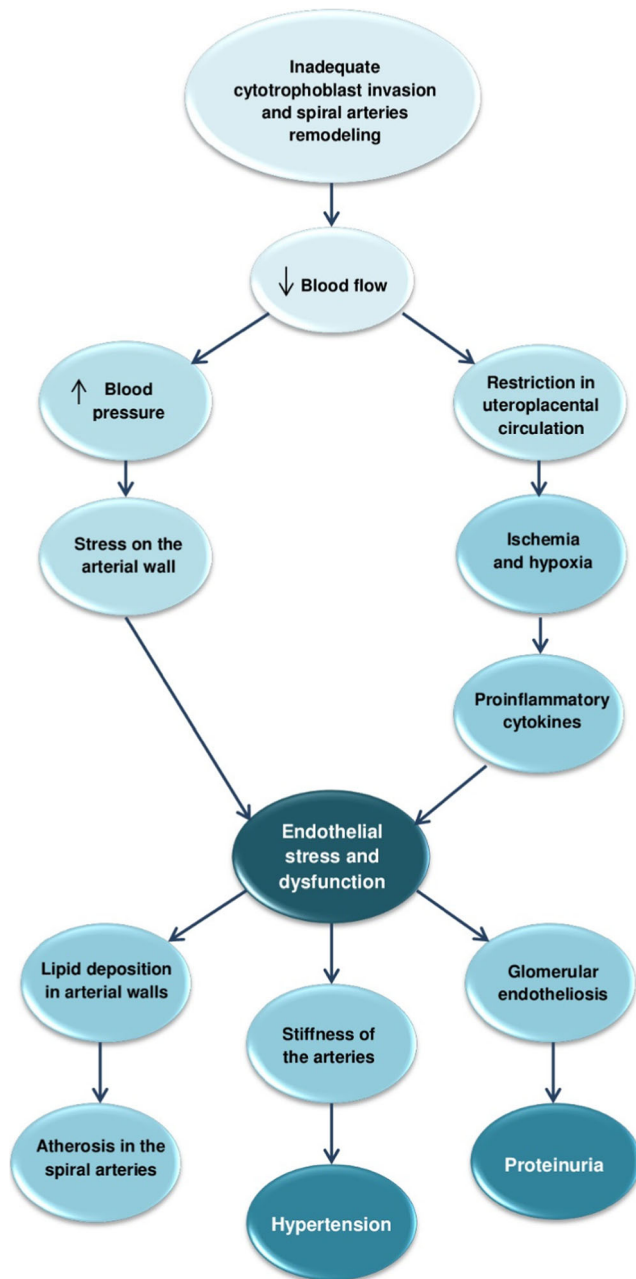 Inadequate
cytotrophoblast invasion
and spiral arteries
remodeling
↓ Blood flow
↑ Blood
pressure
Restriction in
uteroplacental
circulation
Stress on the
arterial wall
Ischemia
and hypoxia
Proinflammatory
cytokines
Endothelial
stress and
dysfunction
Lipid deposition
in arterial walls
Stiffness of
the arteries
Glomerular
endotheliosis
Atherosis in the
spiral arteries
Hypertension
Proteinuria